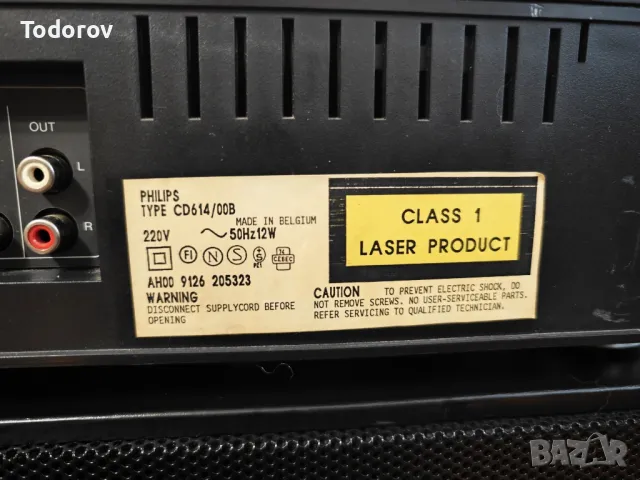 Todorov
OUT
L
R
PHILIPS
TYPE CD614/00B
MADE IN BELGIUM
220V ~ 50Hz12W
FI N S
CEBEC
AH00 9126 205323
WARNING
DISCONNECT SUPPLYCORD BEFORE
OPENING
CLASS 1
LASER PRODUCT
CAUTION TO PREVENT ELECTRIC SHOCK, DO
NOT REMOVE SCREWS. NO USER-SERVICEABLE PARTS.
REFER SERVICING TO QUALIFIED TECHNICIAN.
BAZAR